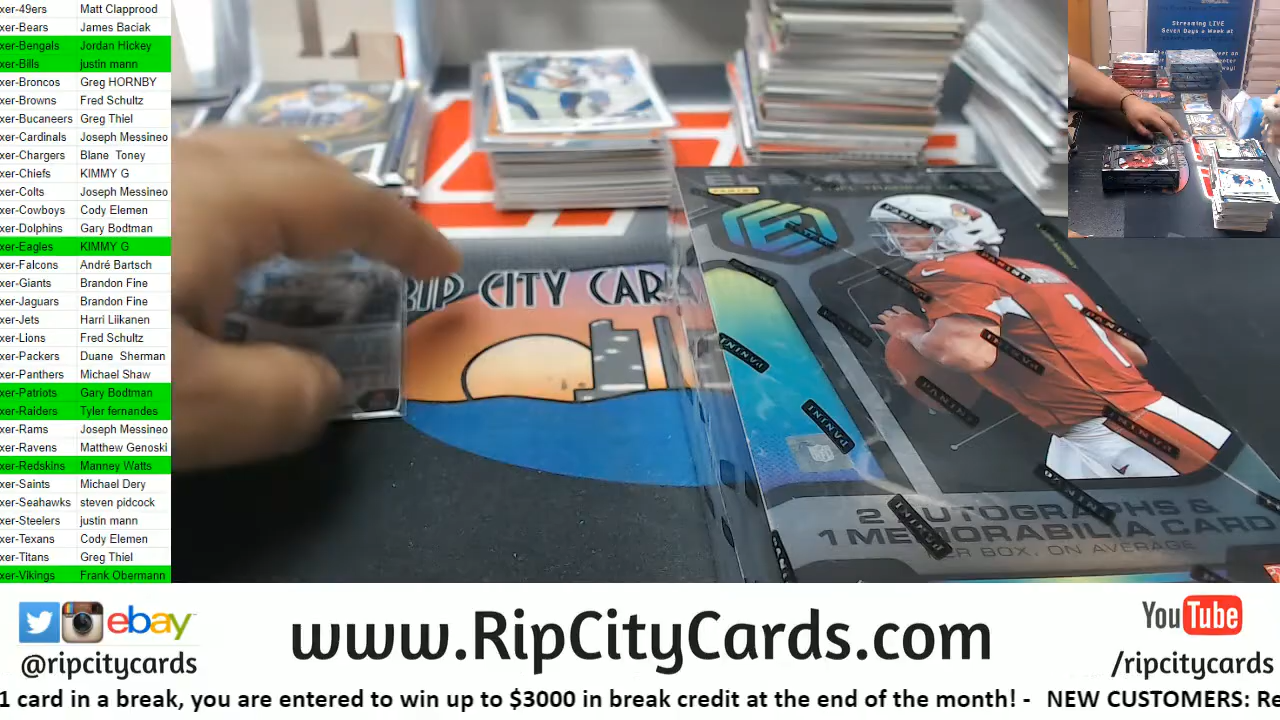 xer-49ers Matt Clapprood
xer-Bears James Baciak
xer-Bengals Jordan Hickey
xer-Bills justin mann
xer-Broncos Greg HORNBY
xer-Browns Fred Schultz
xer-Bucaneers Greg Thiel
xer-Cardinals Joseph Messineo
xer-Chargers Blane Toney
xer-Chiefs KIMMY G
xer-Colts Joseph Messineo
xer-Cowboys Cody Elemen
xer-Dolphins Gary Bodtman
xer-Eagles KIMMY G
xer-Falcons André Bartsch
xer-Giants Brandon Fine
xer-Jaguars Brandon Fine
xer-Jets Harri Liikanen
xer-Lions Fred Schultz
xer-Packers Duane Sherman
xer-Panthers Michael Shaw
xer-Patriots Gary Bodtman
xer-Raiders Tyler fernandes
xer-Rams Joseph Messineo
xer-Ravens Matthew Genoski
xer-Redskins Manney Watts
xer-Saints Michael Dery
xer-Seahawks steven pidcock
xer-Steelers justin mann
xer-Texans Cody Elemen
xer-Titans Greg Thiel
xer-Vikings Frank Obermann
RIP CITY CAR
PANINI
2 AUTOGRAPHS &
1 MEMORABILIA CARD
PER BOX, ON AVERAGE
Streaming LIVE
Seven Days a Week at
ebay
@ripcitycards
www.RipCityCards.com
YouTube
/ripcitycards
1 card in a break, you are entered to win up to $3000 in break credit at the end of the month! - NEW CUSTOMERS: Re